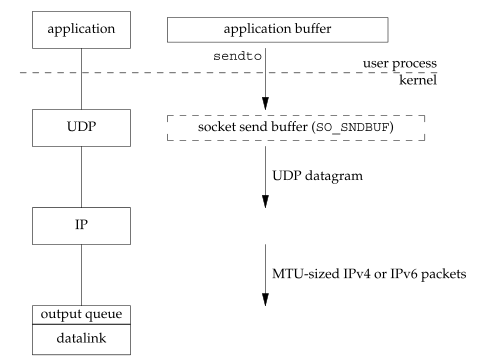 application
application buffer
sendto
user process
kernel
UDP
socket send buffer (SO_SNDBUF)
UDP datagram
IP
MTU-sized IPv4 or IPv6 packets
output queue
datalink